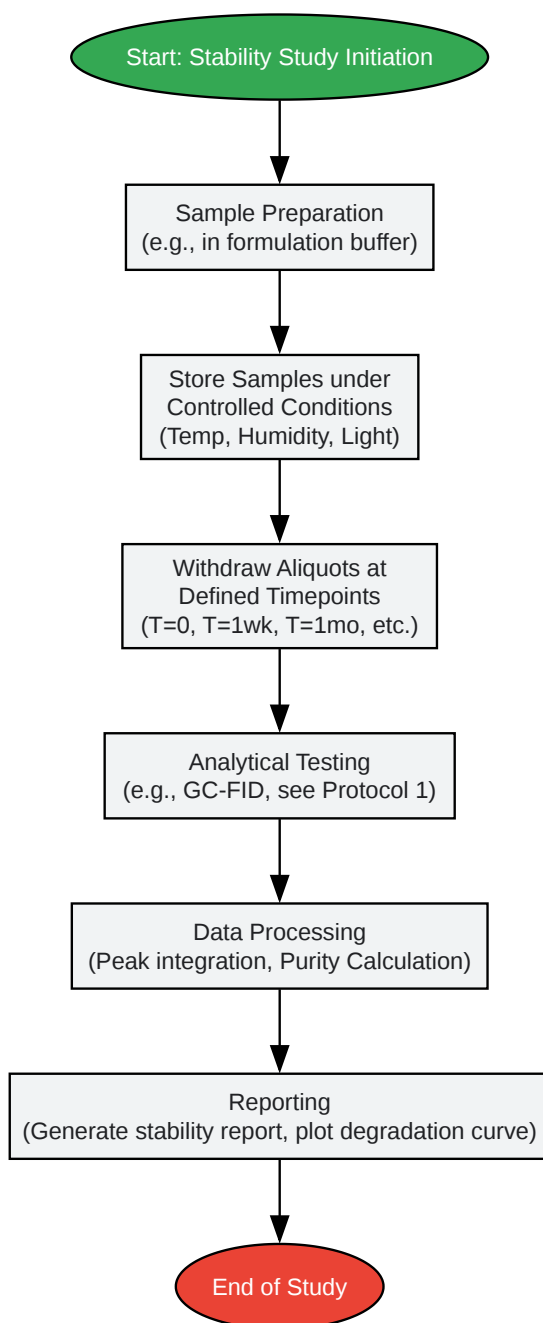 Start: Stability Study Initiation
Sample Preparation
(e.g., in formulation buffer)
Store Samples under
Controlled Conditions
(Temp, Humidity, Light)
Withdraw Aliquots at
Defined Timepoints
(T=0, T=1wk, T=1mo, etc.)
Analytical Testing
(e.g., GC-FID, see Protocol 1)
Data Processing
(Peak integration, Purity Calculation)
Reporting
(Generate stability report, plot degradation curve)
End of Study